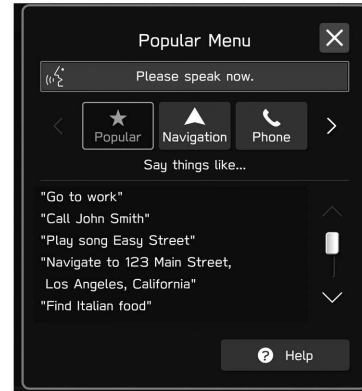 Popular Menu
Please speak now.
Popular
Navigation
Phone
Say things like...
"Go to work"
"Call John Smith"
"Play song Easy Street"
"Navigate to 123 Main Street,
Los Angeles, California"
"Find Italian food"
? Help